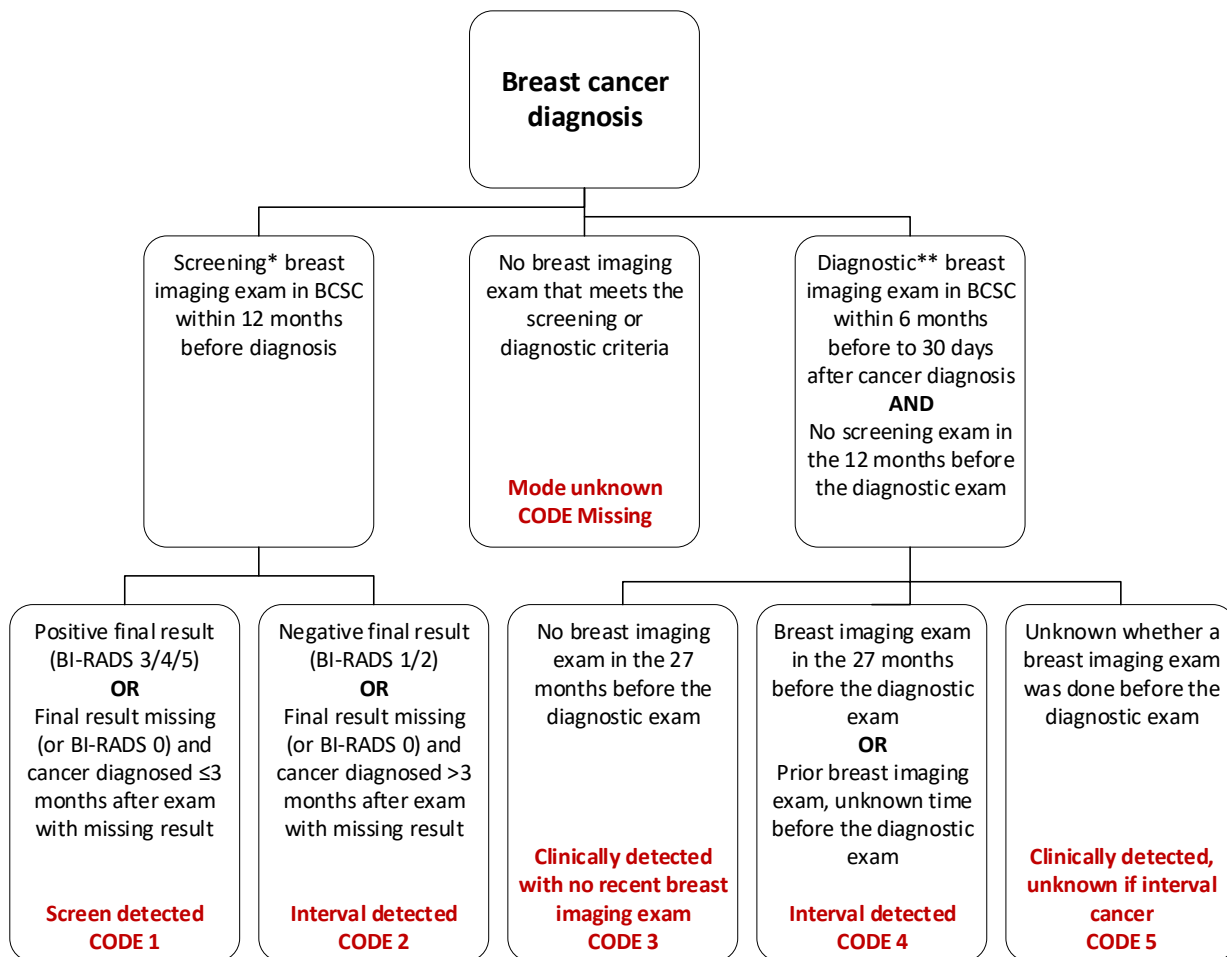 Breast cancer
diagnosis
Screening* breast
imaging exam in BCSC
within 12 months
before diagnosis
No breast imaging
exam that meets the
screening or
diagnostic criteria
Mode unknown
CODE Missing
Diagnostic** breast
imaging exam in BCSC
within 6 months
before to 30 days
after cancer diagnosis
AND
No screening exam in
the 12 months before
the diagnostic exam
Positive final result
(BI-RADS 3/4/5)
OR
Final result missing
(or BI-RADS 0) and
cancer diagnosed ≤3
months after exam
with missing result
Screen detected
CODE 1
Negative final result
(BI-RADS 1/2)
OR
Final result missing
(or BI-RADS 0) and
cancer diagnosed >3
months after exam
with missing result
Interval detected
CODE 2
No breast imaging
exam in the 27
months before the
diagnostic exam
Clinically detected
with no recent breast
imaging exam
CODE 3
Breast imaging exam
in the 27 months
before the diagnostic
exam
OR
Prior breast imaging
exam, unknown time
before the diagnostic
exam
Interval detected
CODE 4
Unknown whether a
breast imaging exam
was done before the
diagnostic exam
Clinically detected,
unknown if interval
cancer
CODE 5